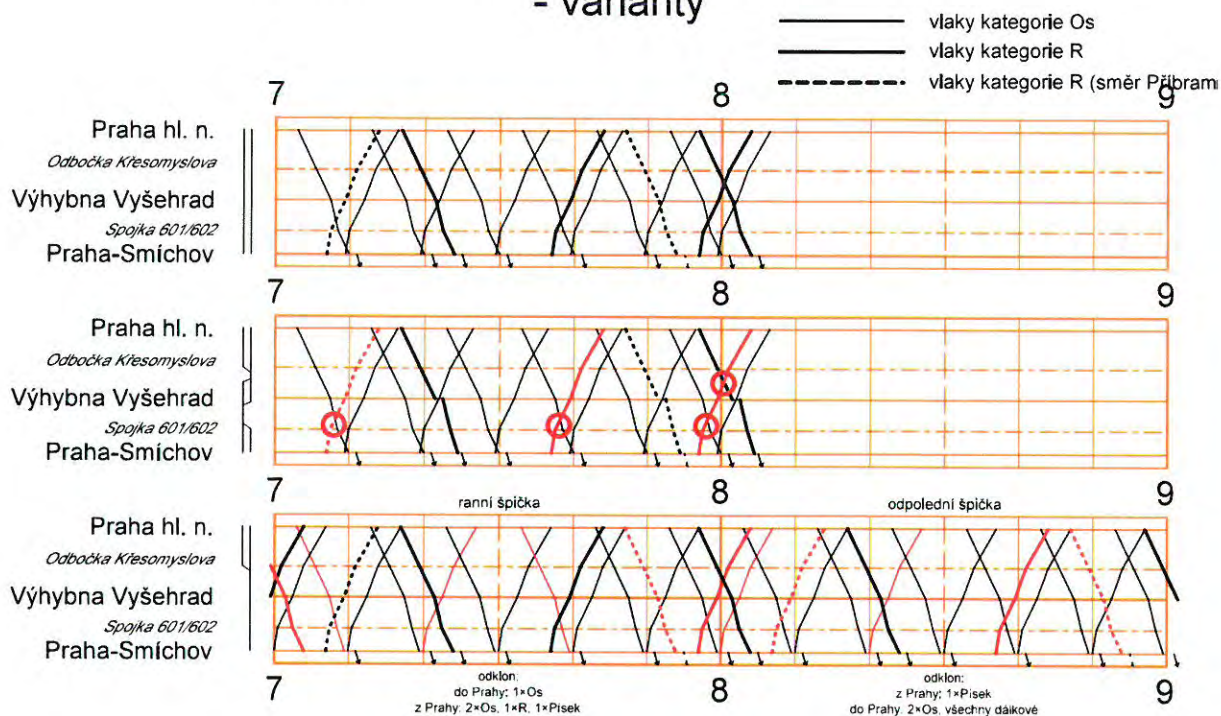 - varianty
vlaky kategorie Os
vlaky kategorie R
vlaky kategorie R (směr Příbram
7 8 9
Praha hl. n.
Odbočka Křesomyslova
Výhybna Vyšehrad
Spojka 601/602
Praha-Smíchov
7 8 9
Praha hl. n.
Odbočka Křesomyslova
Výhybna Vyšehrad
Spojka 601/602
Praha-Smíchov
7 8 9
ranní špička odpolední špička
Praha hl. n.
Odbočka Křesomyslova
Výhybna Vyšehrad
Spojka 601/602
Praha-Smíchov
7 8 9
odklon:
do Prahy: 1×Os
z Prahy: 2×Os, 1×R, 1×Písek
odklon:
z Prahy: 1×Písek
do Prahy: 2×Os, všechny dálkové